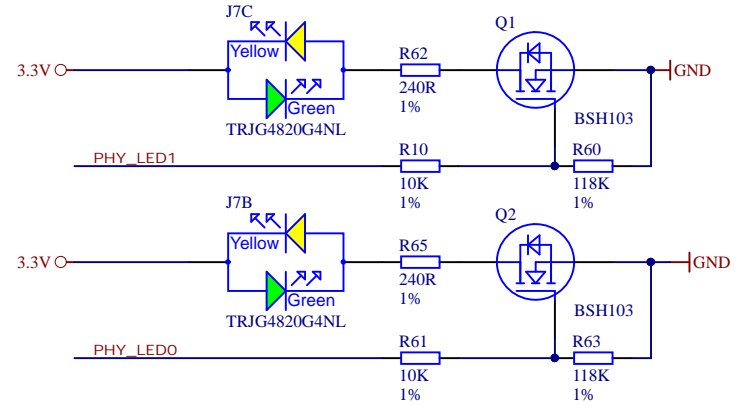 J7C
Q1
Yellow
R62
3.3V
GND
240R
1%
Green
BSH103
TRJG4820G4NL
PHY_LED1
R10
R60
10K
118K
1%
1%
J7B
Q2
Yellow
R65
3.3V
GND
240R
1%
Green
BSH103
TRJG4820G4NL
PHY_LED0
R61
R63
10K
118K
1%
1%